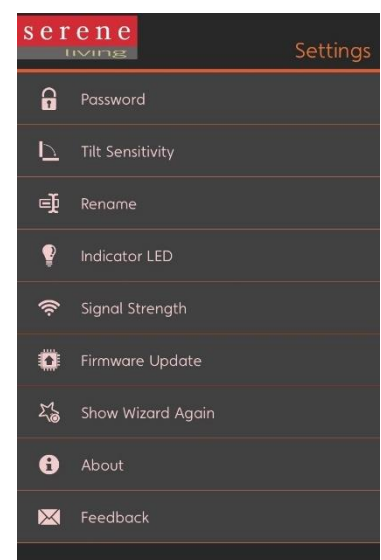 serene
living
Settings
Password
Tilt Sensitivity
Rename
Indicator LED
Signal Strength
Firmware Update
Show Wizard Again
About
Feedback